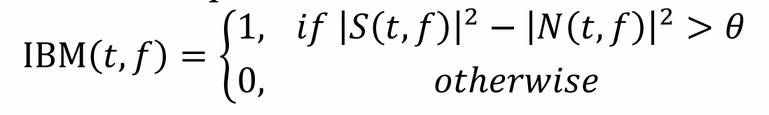 IBM(t, f) = {1, if |S(t, f)|² − |N(t, f)|² > θ
0, otherwise